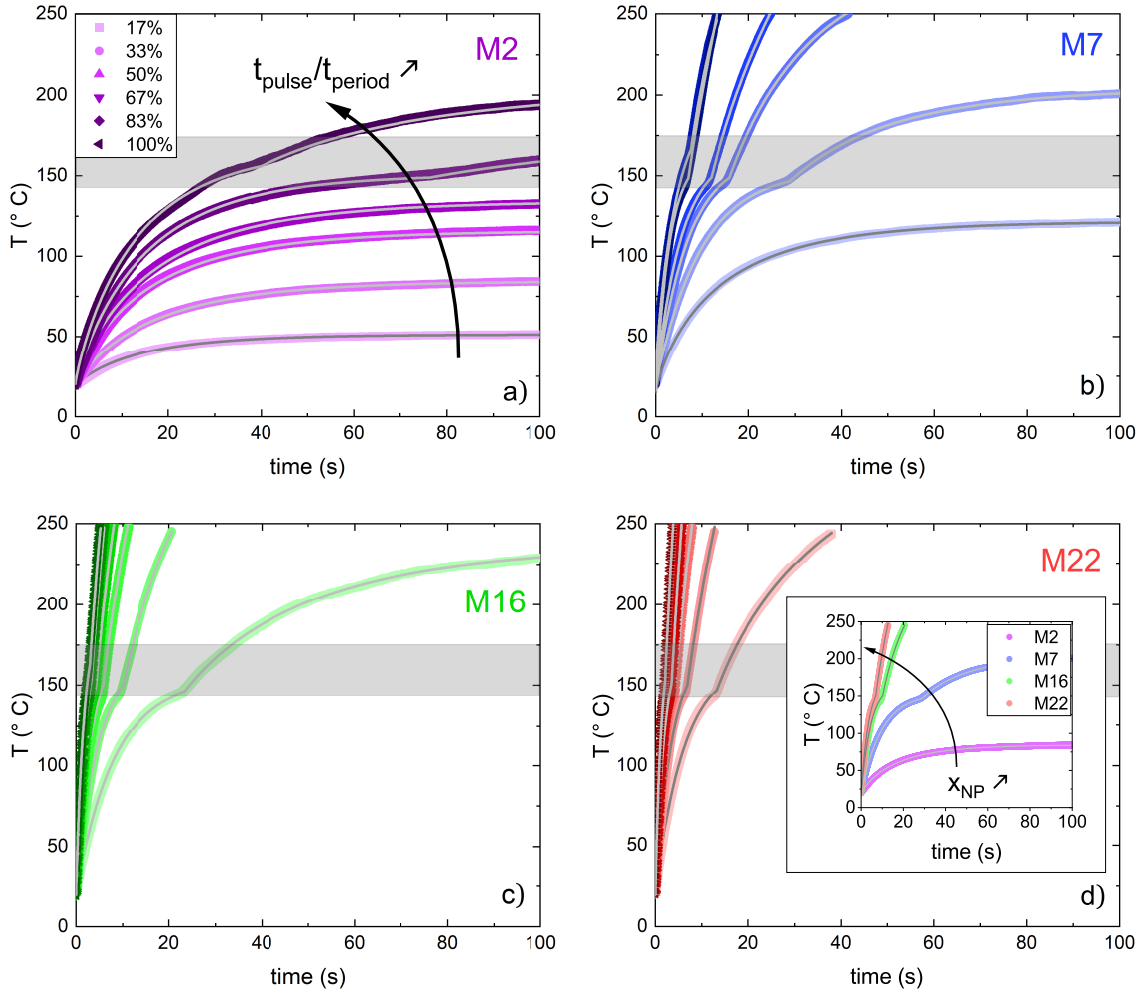 M2
17%
33%
50%
67%
83%
100%
t_pulse/t_period ↗
T (° C)
250
200
150
100
50
0
0 20 40 60 80 100
time (s)
a)
M7
T (° C)
250
200
150
100
50
0
0 20 40 60 80 100
time (s)
b)
M16
T (° C)
250
200
150
100
50
0
0 20 40 60 80 100
time (s)
c)
M22
T (° C)
250
200
150
100
50
0
0 20 40 60 80 100
time (s)
d)
M2
M7
M16
M22
x_NP ↗
T (° C)
250
200
150
100
50
0
0 20 40 60 80 100
time (s)